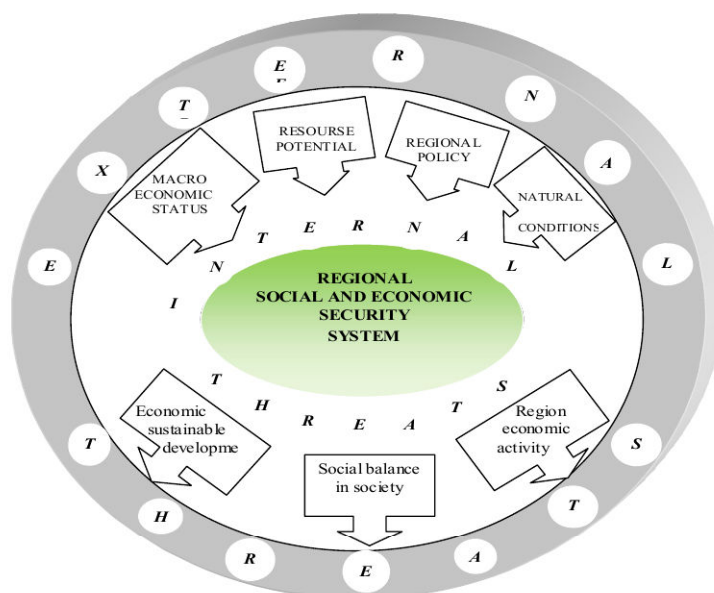 E X T E R N A L
RESOURSE
POTENTIAL
REGIONAL
POLICY
MACRO
ECONOMIC
STATUS
NATURAL
CONDITIONS
I N T E R N A L
REGIONAL
SOCIAL AND ECONOMIC
SECURITY
SYSTEM
T H R E A T S
Economic
sustainable
developme
Social balance
in society
Region
economic
activity
T H R E A T S